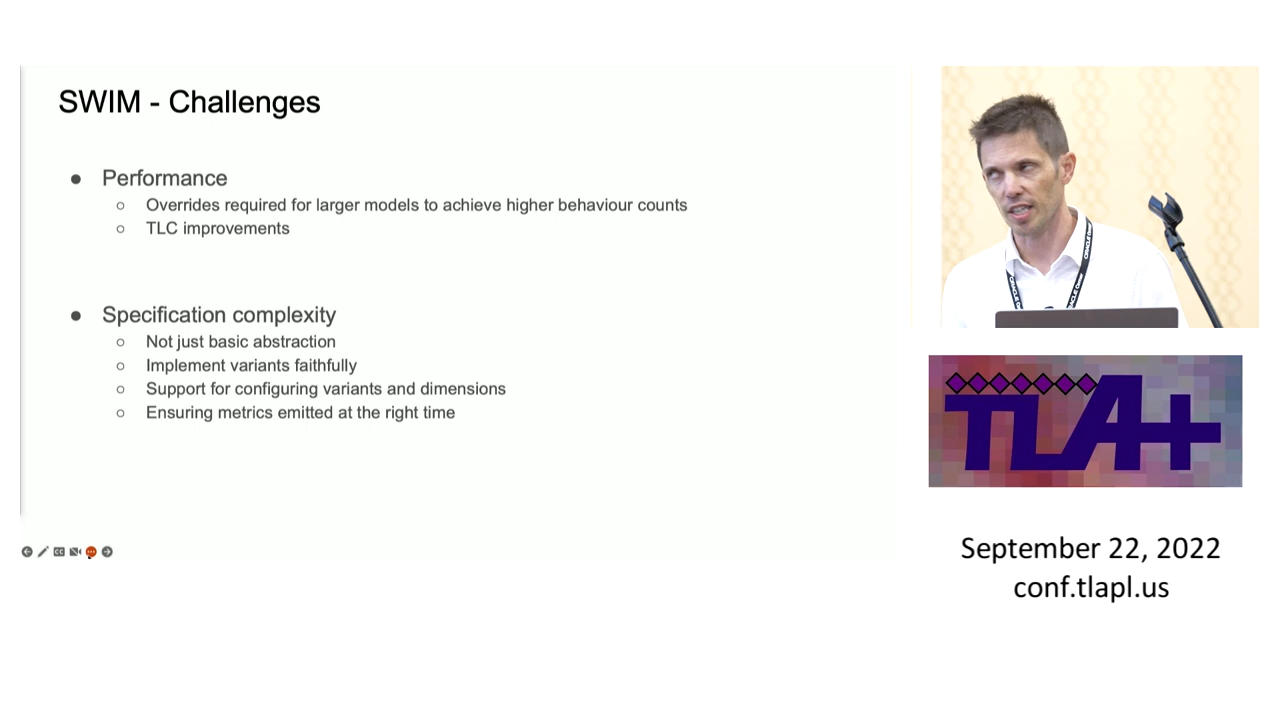 SWIM - Challenges
● Performance
○ Overrides required for larger models to achieve higher behaviour counts
○ TLC improvements
● Specification complexity
○ Not just basic abstraction
○ Implement variants faithfully
○ Support for configuring variants and dimensions
○ Ensuring metrics emitted at the right time
TLA+
September 22, 2022
conf.tlapl.us